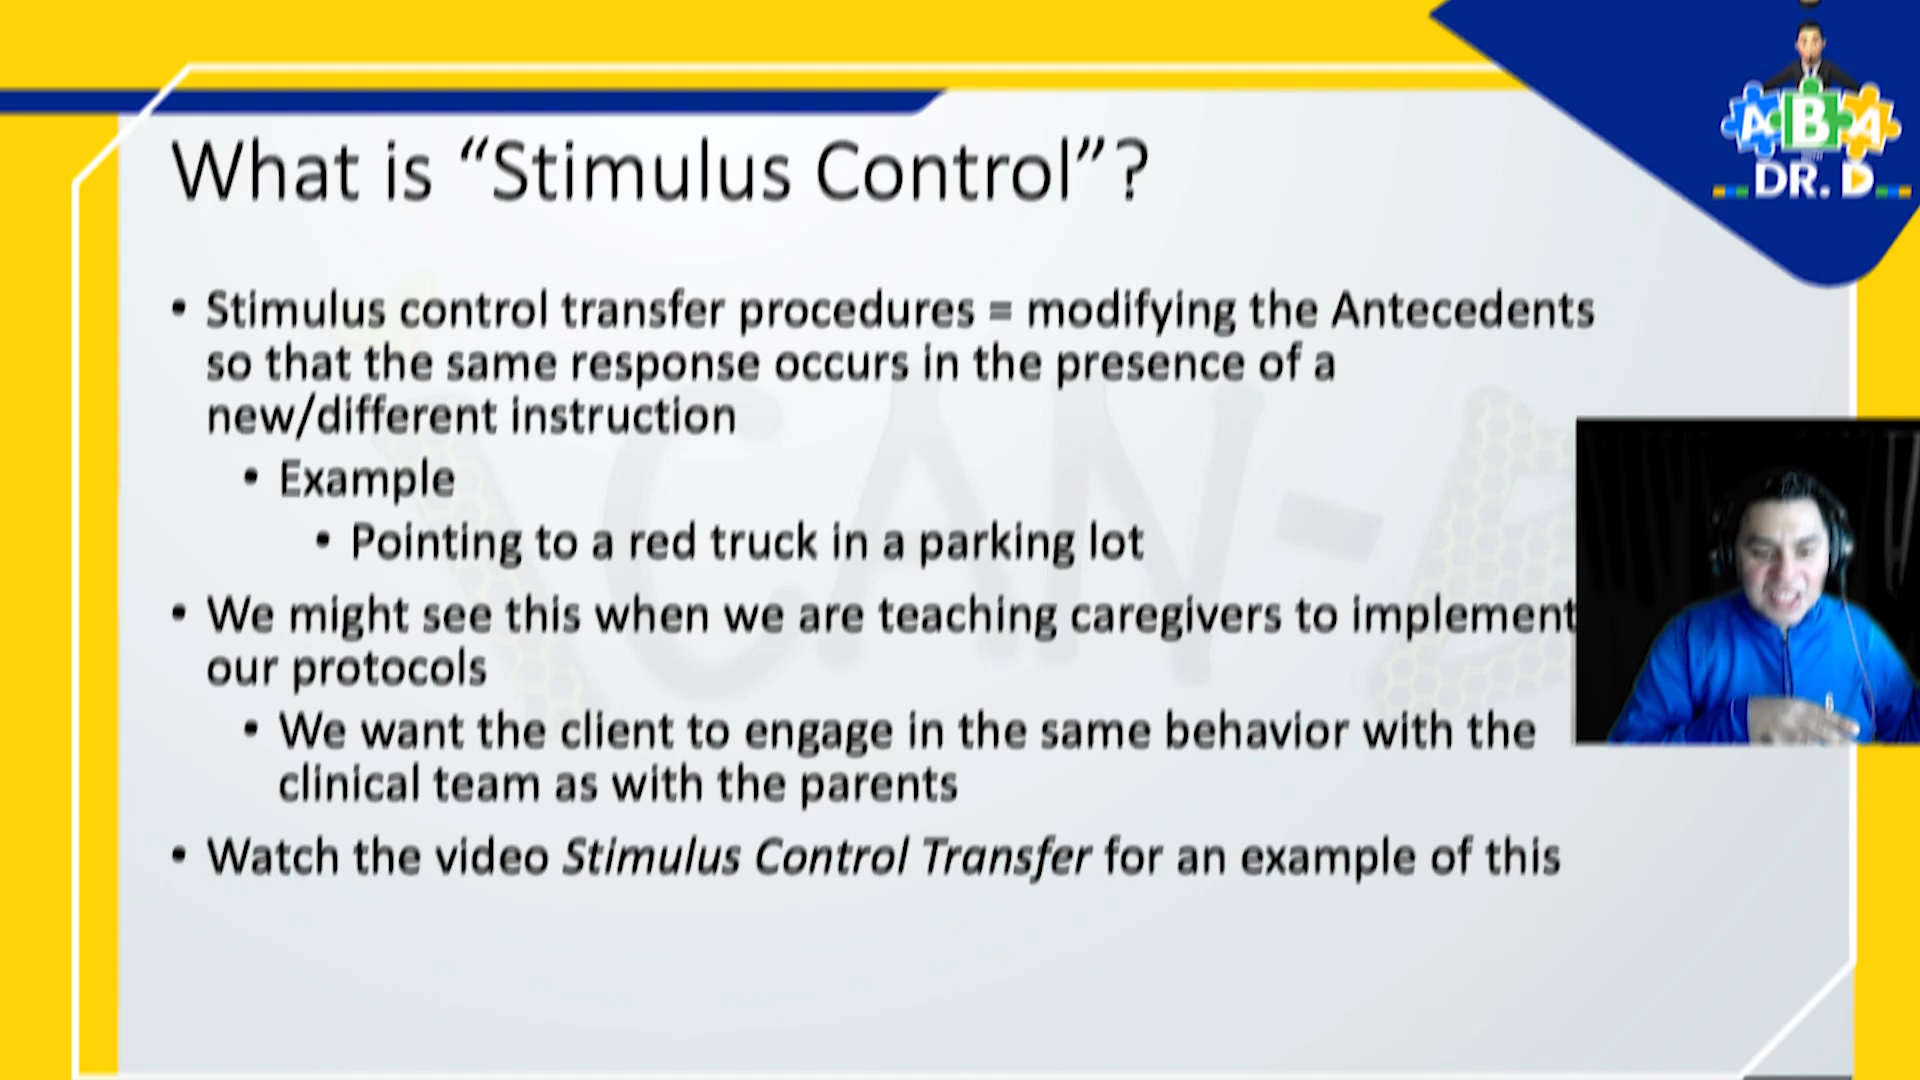 What is “Stimulus Control”?
• Stimulus control transfer procedures = modifying the Antecedents
so that the same response occurs in the presence of a
new/different instruction
• Example
• Pointing to a red truck in a parking lot
• We might see this when we are teaching caregivers to implement
our protocols
• We want the client to engage in the same behavior with the
clinical team as with the parents
• Watch the video Stimulus Control Transfer for an example of this
ABA
DR. D
CAN-